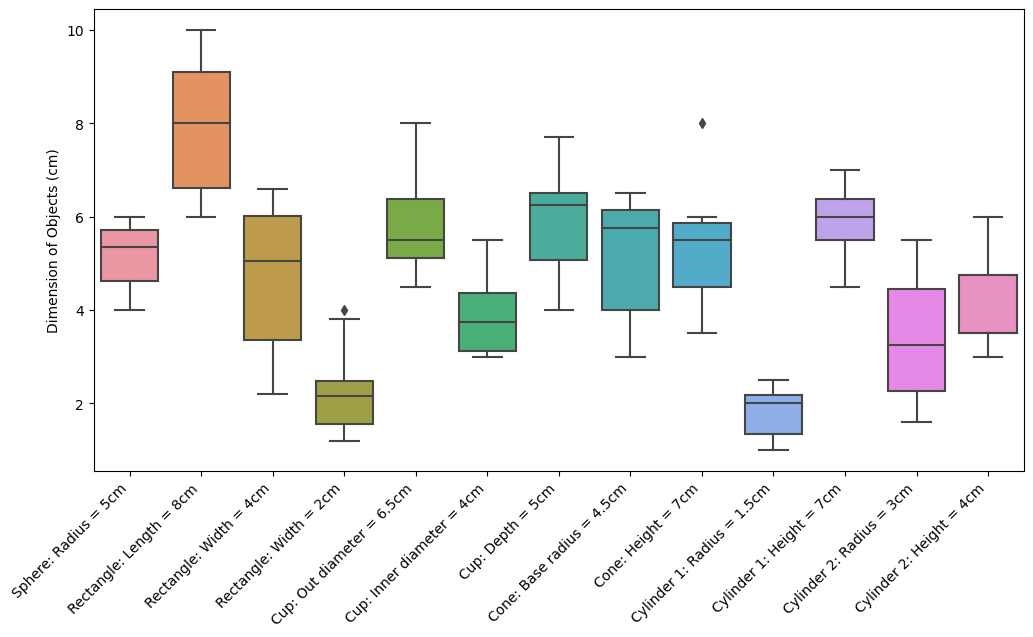 10
8
6
4
2
Dimension of Objects (cm)
Sphere: Radius = 5cm
Rectangle: Length = 8cm
Rectangle: Width = 4cm
Rectangle: Width = 2cm
Cup: Out diameter = 6.5cm
Cup: Inner diameter = 4cm
Cup: Depth = 5cm
Cone: Base radius = 4.5cm
Cone: Height = 7cm
Cylinder 1: Radius = 1.5cm
Cylinder 1: Height = 7cm
Cylinder 2: Radius = 3cm
Cylinder 2: Height = 4cm